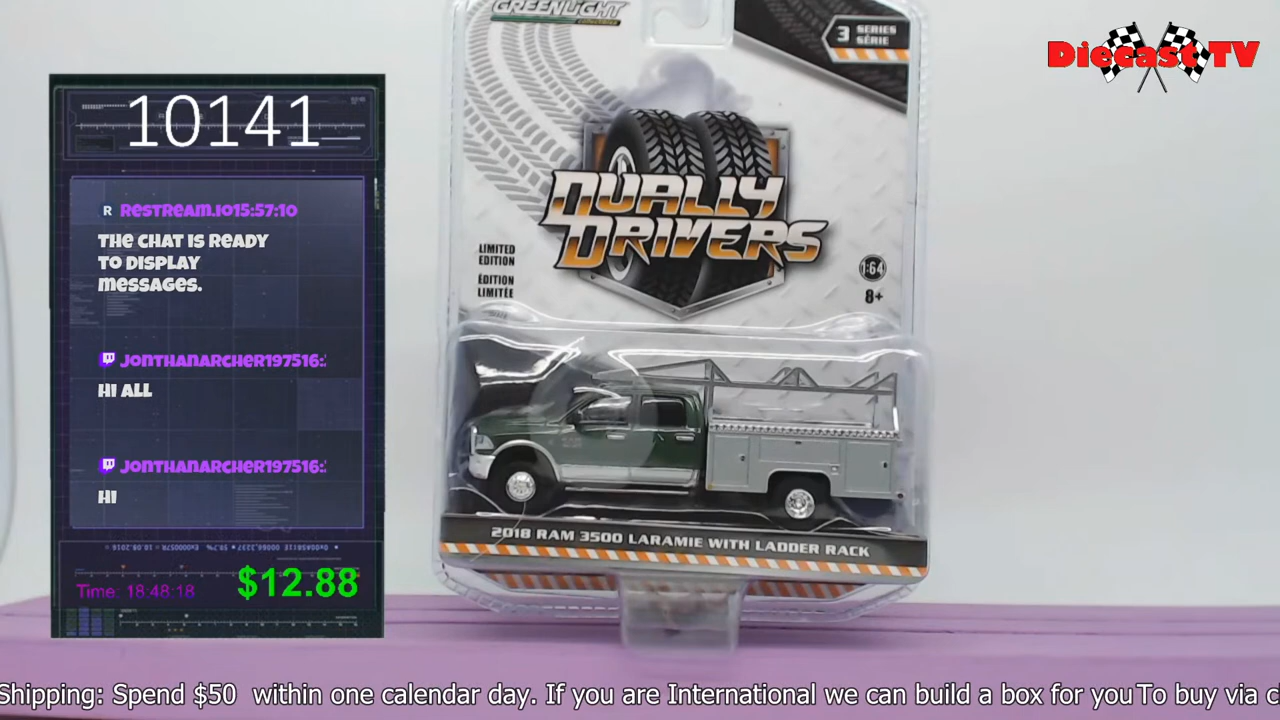 GREENLIGHT
collectibles
3 SERIES
SÉRIE
Diecast TV
10141
R Restream.io15:57:10
THE CHAT IS READY
TO DISPLAY
messages.
JONTHANARCHER197516:
HI ALL
JONTHANARCHER197516:
HI
Time: 18:48:18
$12.88
DUALLY
DRIVERS
LIMITED
EDITION
ÉDITION
LIMITÉE
1:64
8+
2018 RAM 3500 LARAMIE WITH LADDER RACK
Shipping: Spend $50 within one calendar day. If you are International we can build a box for you To buy via